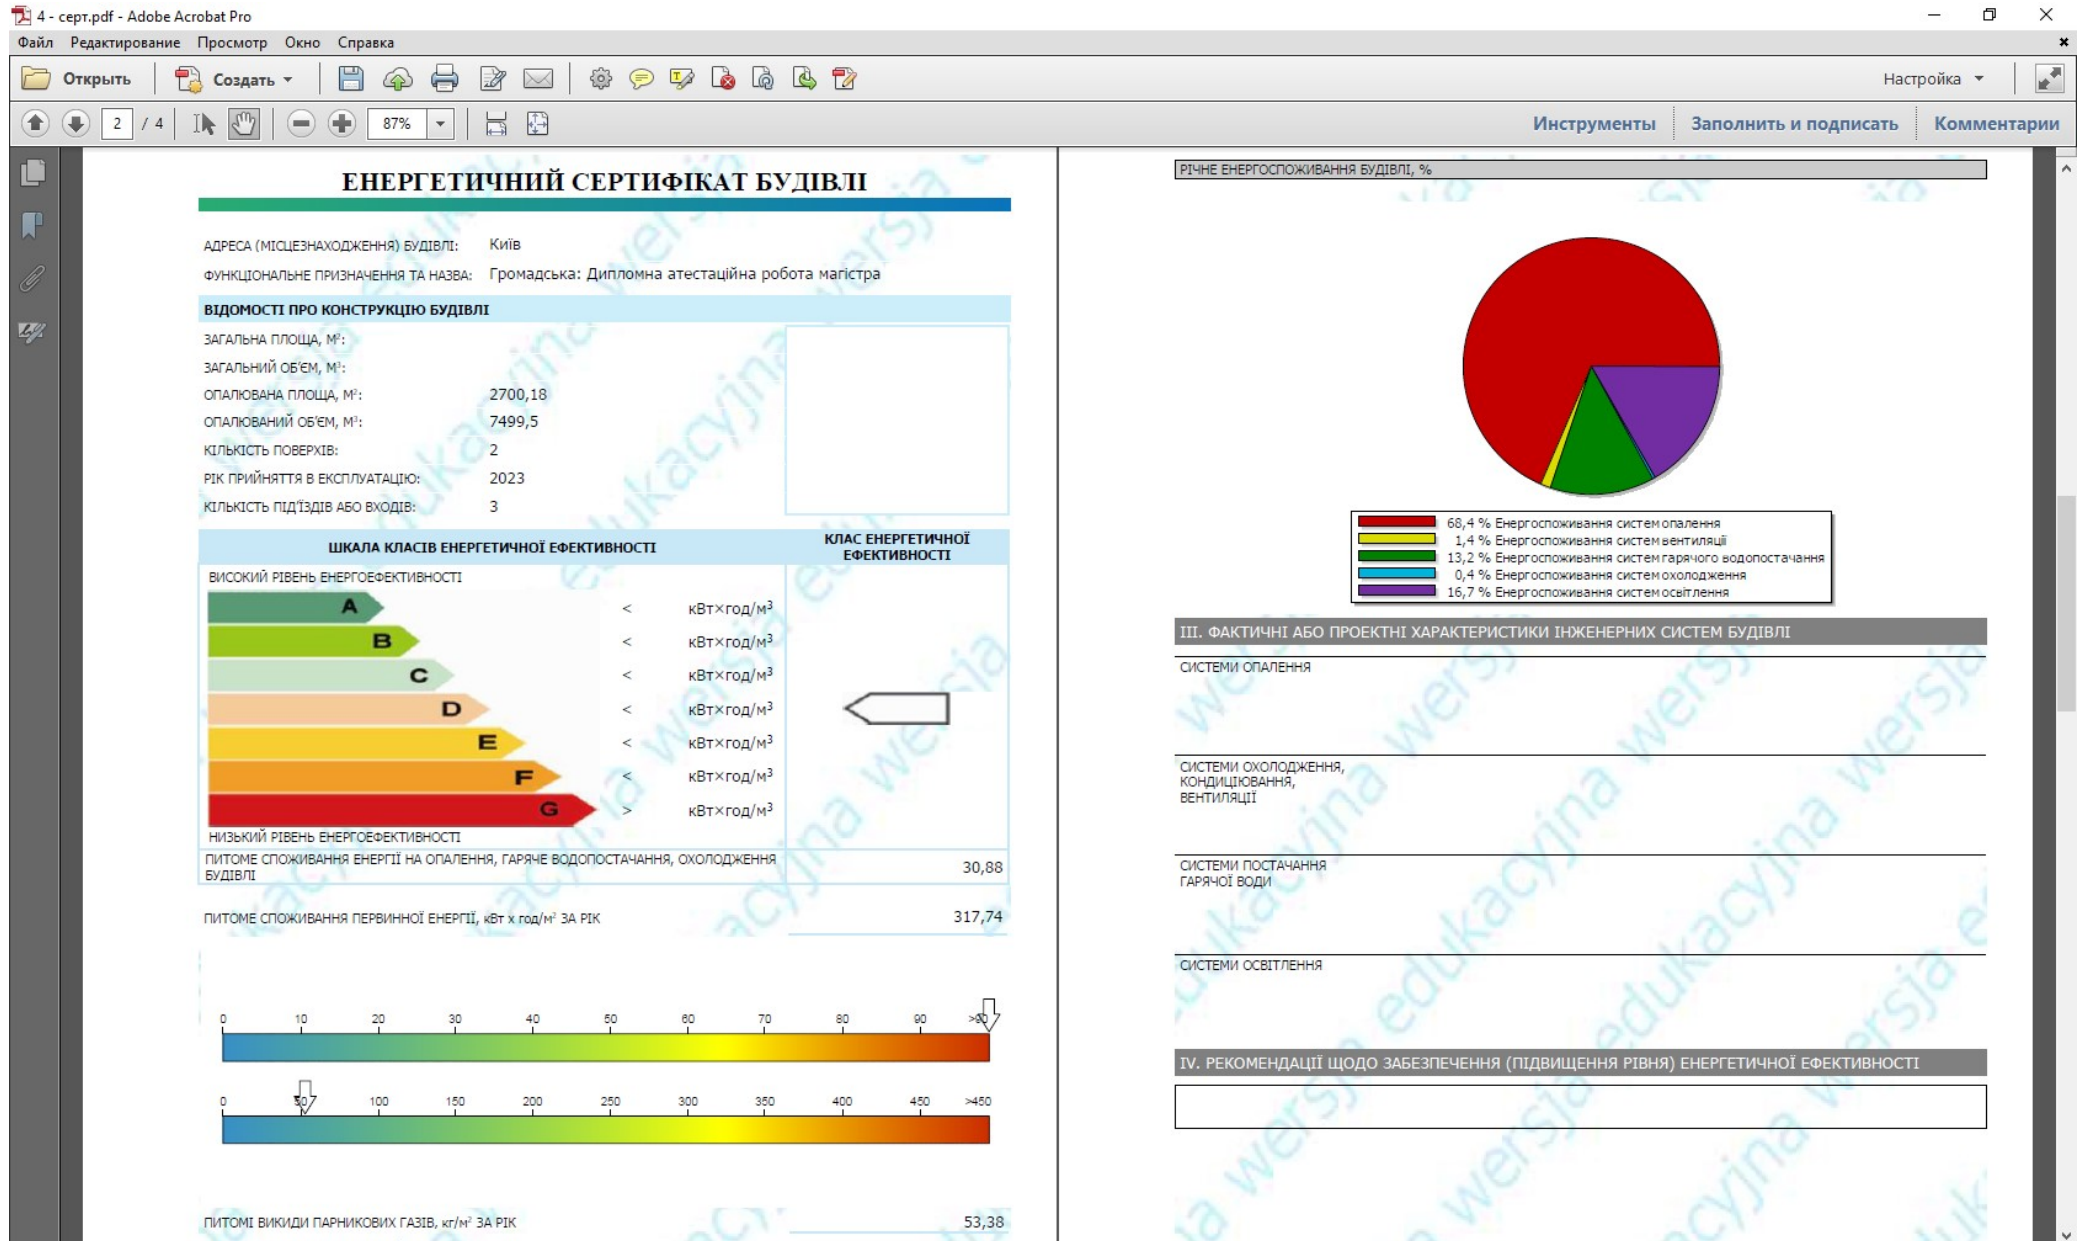 4 - серт.pdf - Adobe Acrobat Pro
Файл Редактирование Просмотр Окно Справка
Открыть Создать Настройка
2 / 4 87% Инструменты Заполнить и подписать Комментарии
ЕНЕРГЕТИЧНИЙ СЕРТИФІКАТ БУДІВЛІ
АДРЕСА (МІСЦЕЗНАХОДЖЕННЯ) БУДІВЛІ: Київ
ФУНКЦІОНАЛЬНЕ ПРИЗНАЧЕННЯ ТА НАЗВА: Громадська: Дипломна атестаційна робота магістра
ВІДОМОСТІ ПРО КОНСТРУКЦІЮ БУДІВЛІ
ЗАГАЛЬНА ПЛОЩА, М²:
ЗАГАЛЬНИЙ ОБ'ЄМ, М³:
ОПАЛЮВАНА ПЛОЩА, М²: 2700,18
ОПАЛЮВАНИЙ ОБ'ЄМ, М³: 7499,5
КІЛЬКІСТЬ ПОВЕРХІВ: 2
РІК ПРИЙНЯТТЯ В ЕКСПЛУАТАЦІЮ: 2023
КІЛЬКІСТЬ ПІД'ЇЗДІВ АБО ВХОДІВ: 3
ШКАЛА КЛАСІВ ЕНЕРГЕТИЧНОЇ ЕФЕКТИВНОСТІ
КЛАС ЕНЕРГЕТИЧНОЇ
ЕФЕКТИВНОСТІ
ВИСОКИЙ РІВЕНЬ ЕНЕРГОЕФЕКТИВНОСТІ
A < кВт×год/м³
B < кВт×год/м³
C < кВт×год/м³
D < кВт×год/м³
E < кВт×год/м³
F < кВт×год/м³
G > кВт×год/м³
НИЗЬКИЙ РІВЕНЬ ЕНЕРГОЕФЕКТИВНОСТІ
ПИТОМЕ СПОЖИВАННЯ ЕНЕРГІЇ НА ОПАЛЕННЯ, ГАРЯЧЕ ВОДОПОСТАЧАННЯ, ОХОЛОДЖЕННЯ
БУДІВЛІ 30,88
ПИТОМЕ СПОЖИВАННЯ ПЕРВИННОЇ ЕНЕРГІЇ, кВт х год/м² ЗА РІК 317,74
0 10 20 30 40 50 60 70 80 90 >90
0 50 100 150 200 250 300 350 400 450 >450
ПИТОМІ ВИКИДИ ПАРНИКОВИХ ГАЗІВ, кг/м² ЗА РІК 53,38
РІЧНЕ ЕНЕРГОСПОЖИВАННЯ БУДІВЛІ, %
68,4 % Енергоспоживання систем опалення
1,4 % Енергоспоживання систем вентиляції
13,2 % Енергоспоживання систем гарячого водопостачання
0,4 % Енергоспоживання систем охолодження
16,7 % Енергоспоживання систем освітлення
III. ФАКТИЧНІ АБО ПРОЕКТНІ ХАРАКТЕРИСТИКИ ІНЖЕНЕРНИХ СИСТЕМ БУДІВЛІ
СИСТЕМИ ОПАЛЕННЯ
СИСТЕМИ ОХОЛОДЖЕННЯ,
КОНДИЦІЮВАННЯ,
ВЕНТИЛЯЦІЇ
СИСТЕМИ ПОСТАЧАННЯ
ГАРЯЧОЇ ВОДИ
СИСТЕМИ ОСВІТЛЕННЯ
IV. РЕКОМЕНДАЦІЇ ЩОДО ЗАБЕЗПЕЧЕННЯ (ПІДВИЩЕННЯ РІВНЯ) ЕНЕРГЕТИЧНОЇ ЕФЕКТИВНОСТІ
wersja edukacyjna